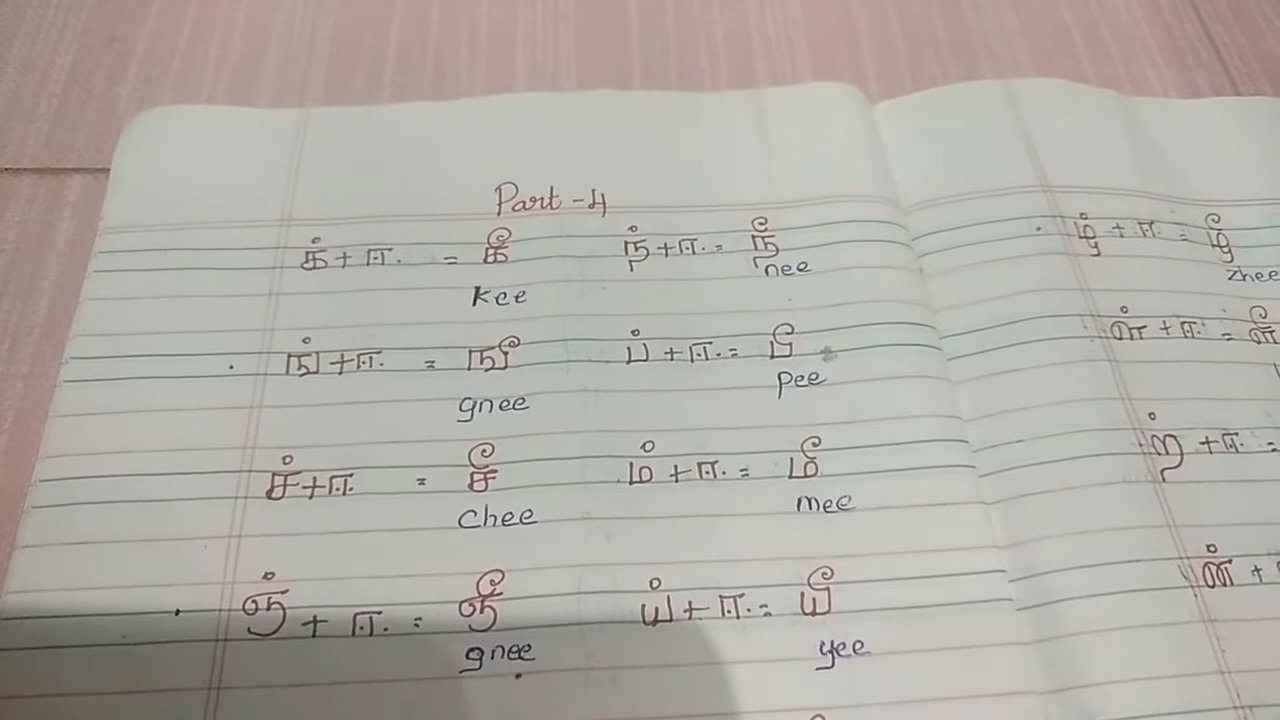 Part -4
க் + ஈ = கீ ந் + ஈ = நீ
kee nee
ங் + ஈ = ஙீ ப் + ஈ = பீ
gnee pee
ச் + ஈ = சீ ம் + ஈ = மீ
chee mee
ஞ் + ஈ = ஞீ ய் + ஈ = யீ
gnee yee
ழ் + ஈ = ழீ
zhee
ள் + ஈ = ளீ
ற் + ஈ =
ன் +